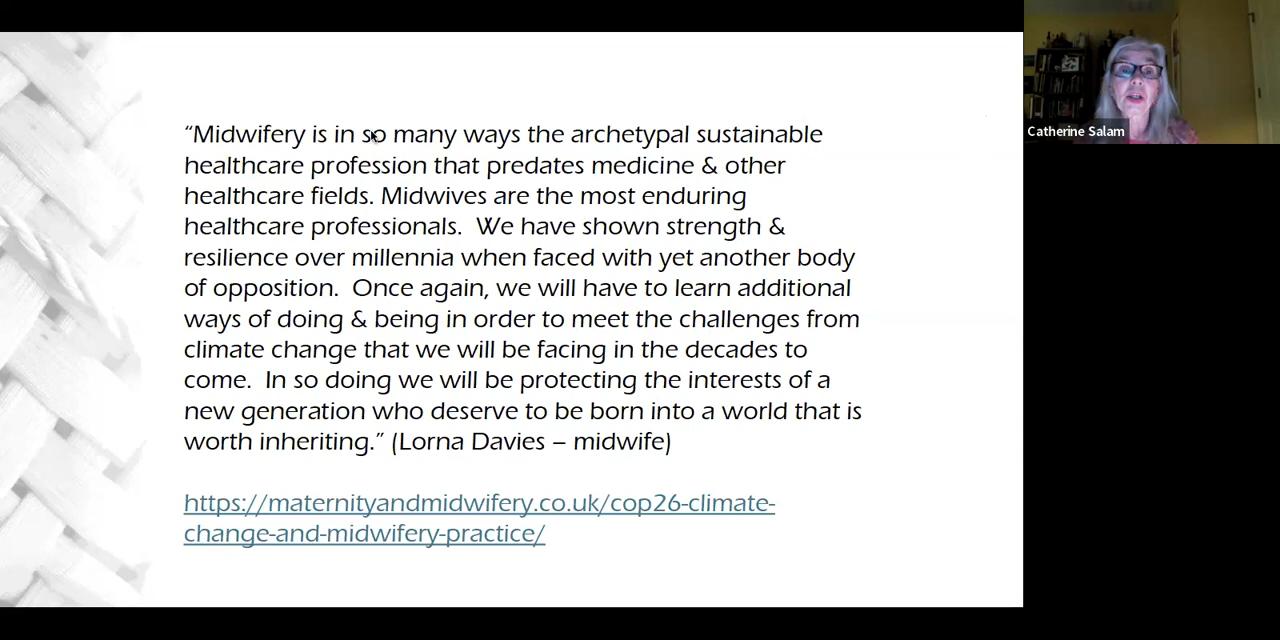 “Midwifery is in so many ways the archetypal sustainable
healthcare profession that predates medicine & other
healthcare fields. Midwives are the most enduring
healthcare professionals.  We have shown strength &
resilience over millennia when faced with yet another body
of opposition.  Once again, we will have to learn additional
ways of doing & being in order to meet the challenges from
climate change that we will be facing in the decades to
come.  In so doing we will be protecting the interests of a
new generation who deserve to be born into a world that is
worth inheriting.” (Lorna Davies – midwife)
https://maternityandmidwifery.co.uk/cop26-climate-
change-and-midwifery-practice/
Catherine Salam